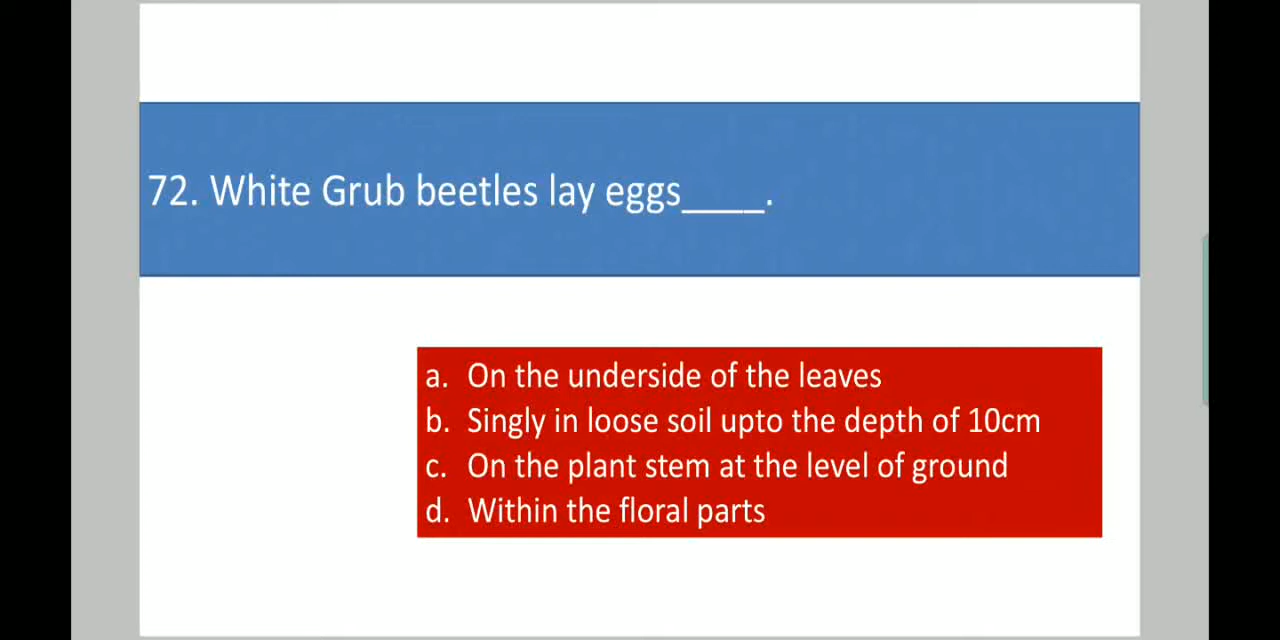 72. White Grub beetles lay eggs____.
a. On the underside of the leaves
b. Singly in loose soil upto the depth of 10cm
c. On the plant stem at the level of ground
d. Within the floral parts